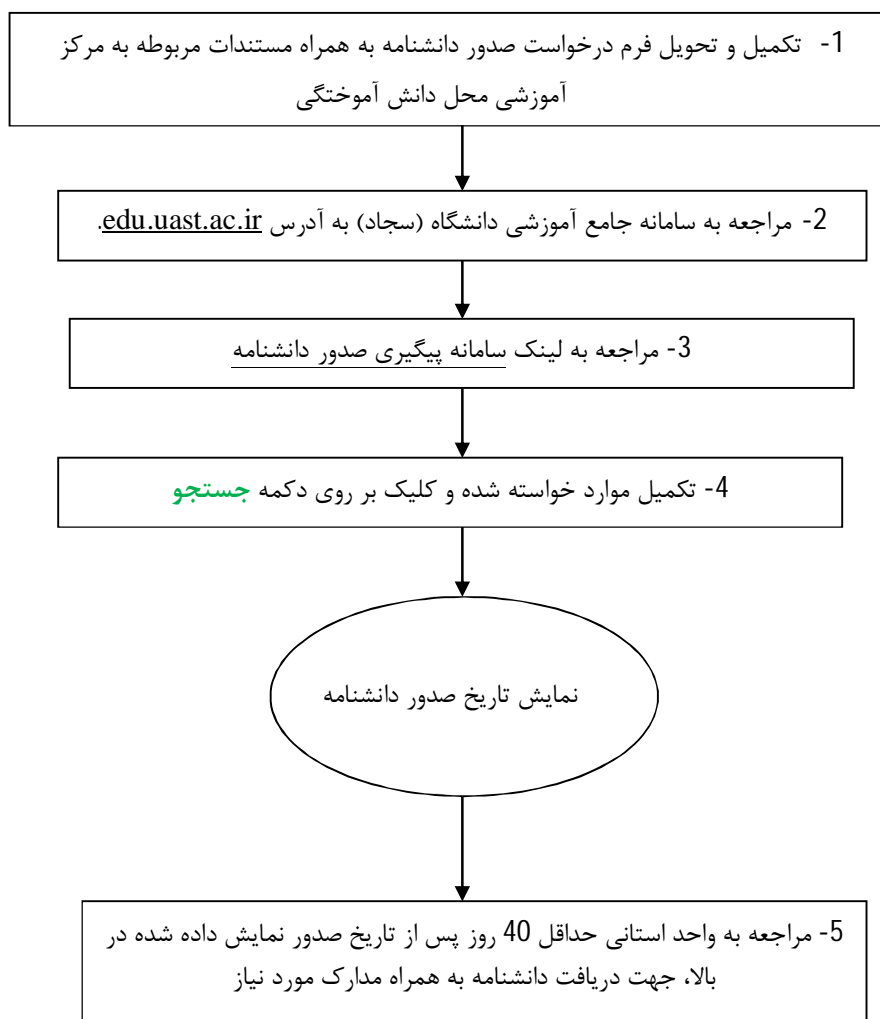 1- تکمیل و تحویل فرم درخواست صدور دانشنامه به همراه مستندات مربوطه به مرکز
آموزشی محل دانش آموختگی
2- مراجعه به سامانه جامع آموزشی دانشگاه (سجاد) به آدرس edu.uast.ac.ir.
3- مراجعه به لینک سامانه پیگیری صدور دانشنامه
4- تکمیل موارد خواسته شده و کلیک بر روی دکمه جستجو
نمایش تاریخ صدور دانشنامه
5- مراجعه به واحد استانی حداقل 40 روز پس از تاریخ صدور نمایش داده شده در
بالا، جهت دریافت دانشنامه به همراه مدارک مورد نیاز